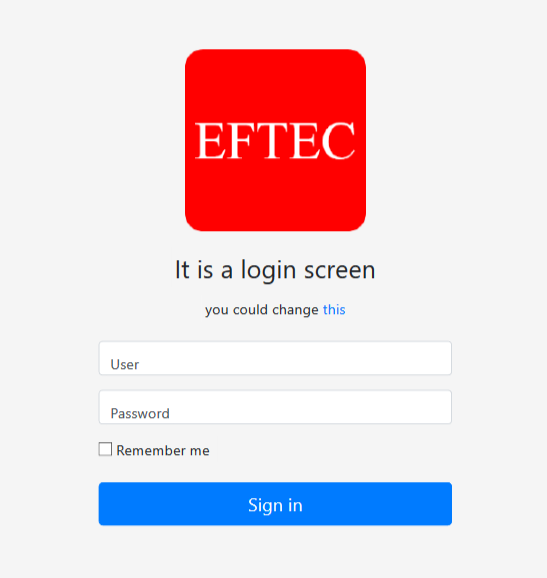 EFTEC
It is a login screen
you could change this
User
Password
Remember me
Sign in